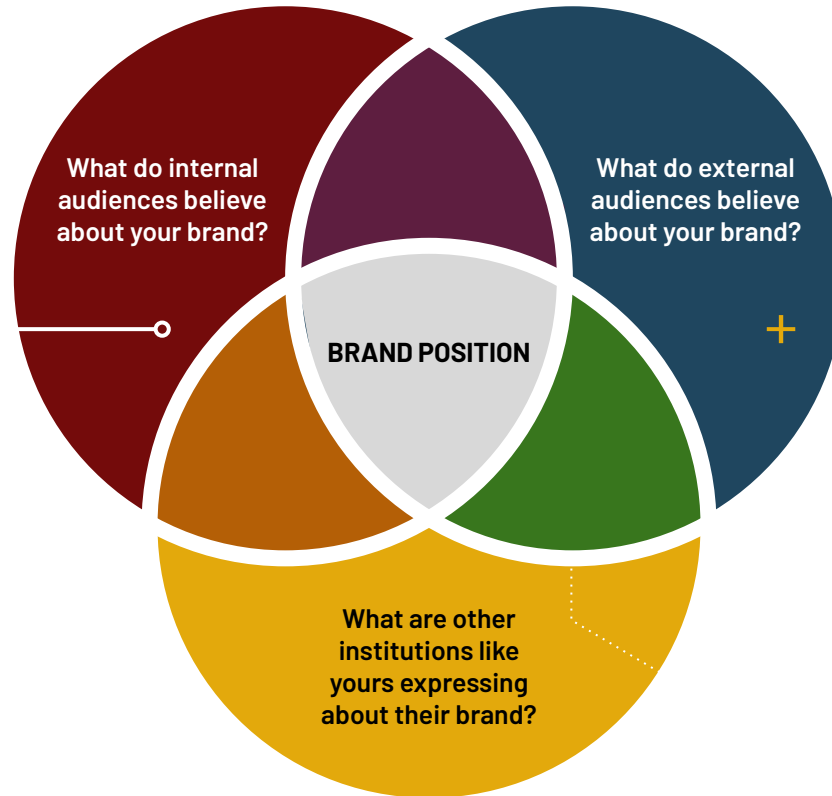 What do internal
audiences believe
about your brand?
What do external
audiences believe
about your brand?
BRAND POSITION
What are other
institutions like
yours expressing
about their brand?